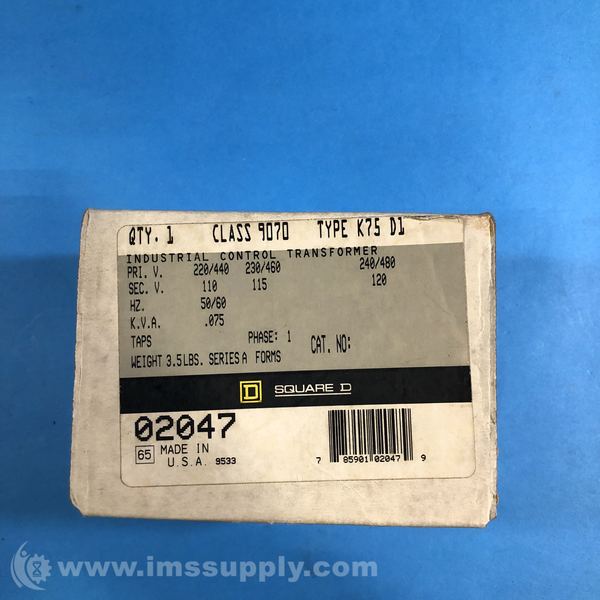 QTY. 1 CLASS 9070 TYPE K75 D1
INDUSTRIAL CONTROL TRANSFORMER
PRI. V. 220/440 230/460 240/480
SEC. V. 110 115 120
HZ. 50/60
K.V.A. .075
TAPS PHASE: 1
CAT. NO:
WEIGHT 3.5 LBS. SERIES A FORMS
D SQUARE D
02047
65 MADE IN
U.S.A. 9533
7 85901 02047 9
www.imssupply.com